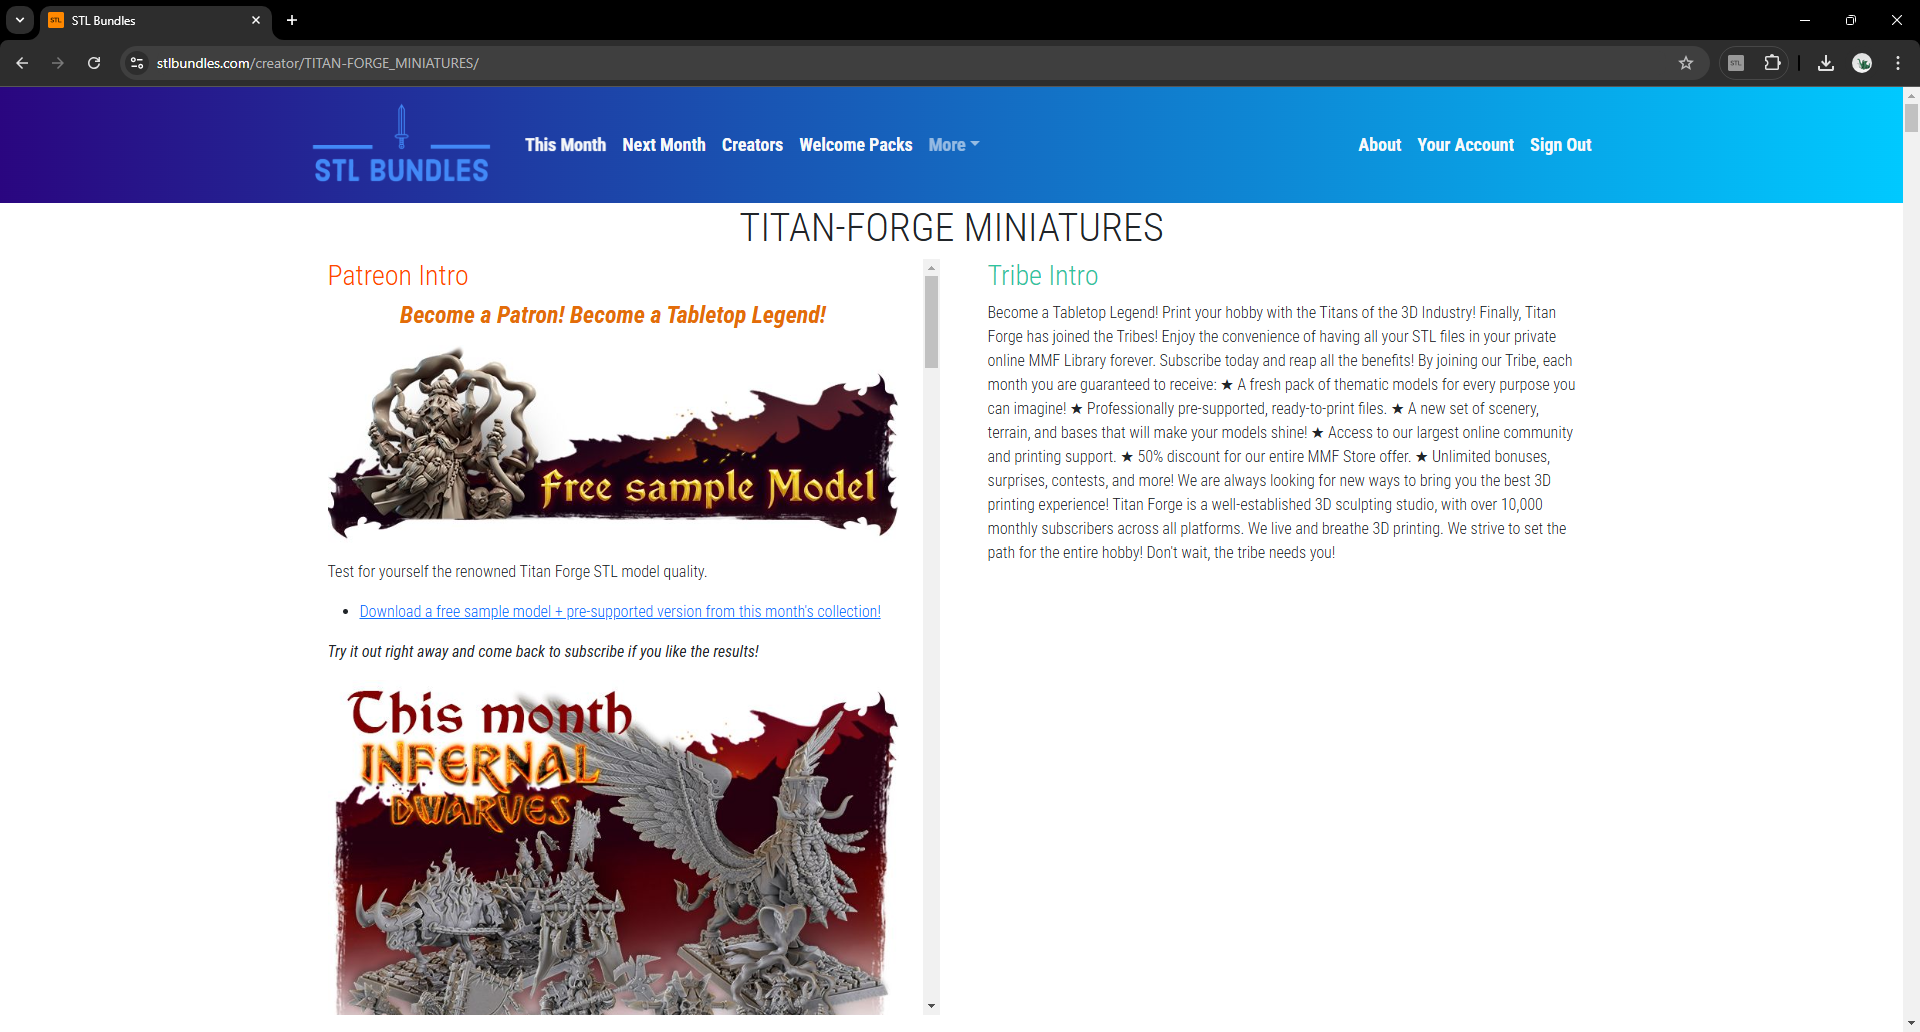 STL Bundles
stlbundles.com/creator/TITAN-FORGE_MINIATURES/
STL BUNDLES
This Month Next Month Creators Welcome Packs More
About Your Account Sign Out
TITAN-FORGE MINIATURES
Patreon Intro
Become a Patron! Become a Tabletop Legend!
Free sample Model
Test for yourself the renowned Titan Forge STL model quality.
• Download a free sample model + pre-supported version from this month's collection!
Try it out right away and come back to subscribe if you like the results!
This month
INFERNAL
DWARVES
Tribe Intro
Become a Tabletop Legend! Print your hobby with the Titans of the 3D Industry! Finally, Titan
Forge has joined the Tribes! Enjoy the convenience of having all your STL files in your private
online MMF Library forever. Subscribe today and reap all the benefits! By joining our Tribe, each
month you are guaranteed to receive: ★ A fresh pack of thematic models for every purpose you
can imagine! ★ Professionally pre-supported, ready-to-print files. ★ A new set of scenery,
terrain, and bases that will make your models shine! ★ Access to our largest online community
and printing support. ★ 50% discount for our entire MMF Store offer. ★ Unlimited bonuses,
surprises, contests, and more! We are always looking for new ways to bring you the best 3D
printing experience! Titan Forge is a well-established 3D sculpting studio, with over 10,000
monthly subscribers across all platforms. We live and breathe 3D printing. We strive to set the
path for the entire hobby! Don't wait, the tribe needs you!